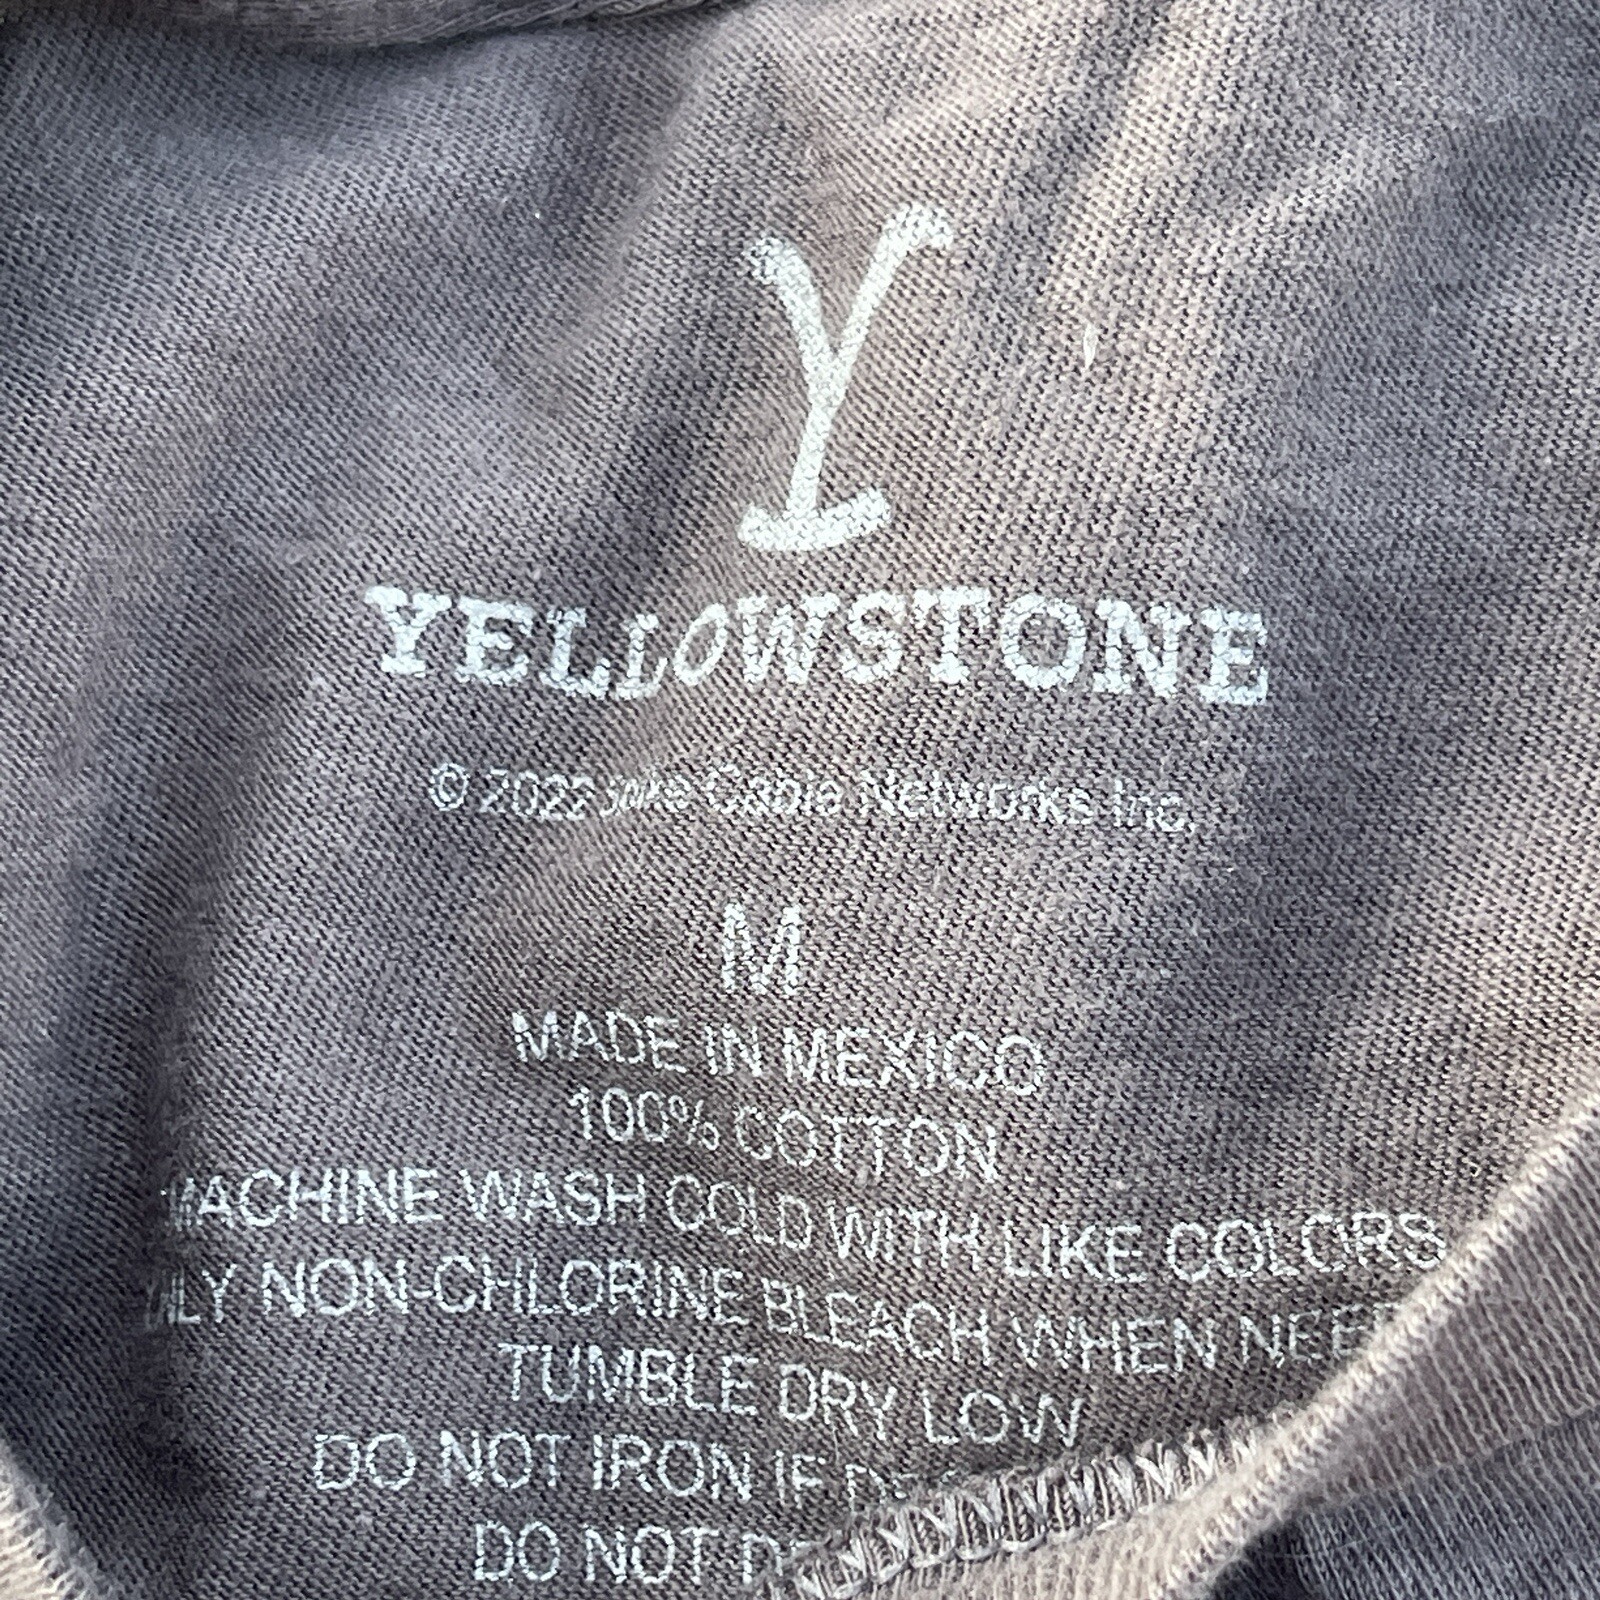 Y
YELLOWSTONE
© 2022 Cable Networks Inc.
M
MADE IN MEXICO
100% COTTON
MACHINE WASH COLD WITH LIKE COLORS
NON-CHLORINE BLEACH WHEN
TUMBLE DRY LOW
DO NOT IRON IF
DO NOT